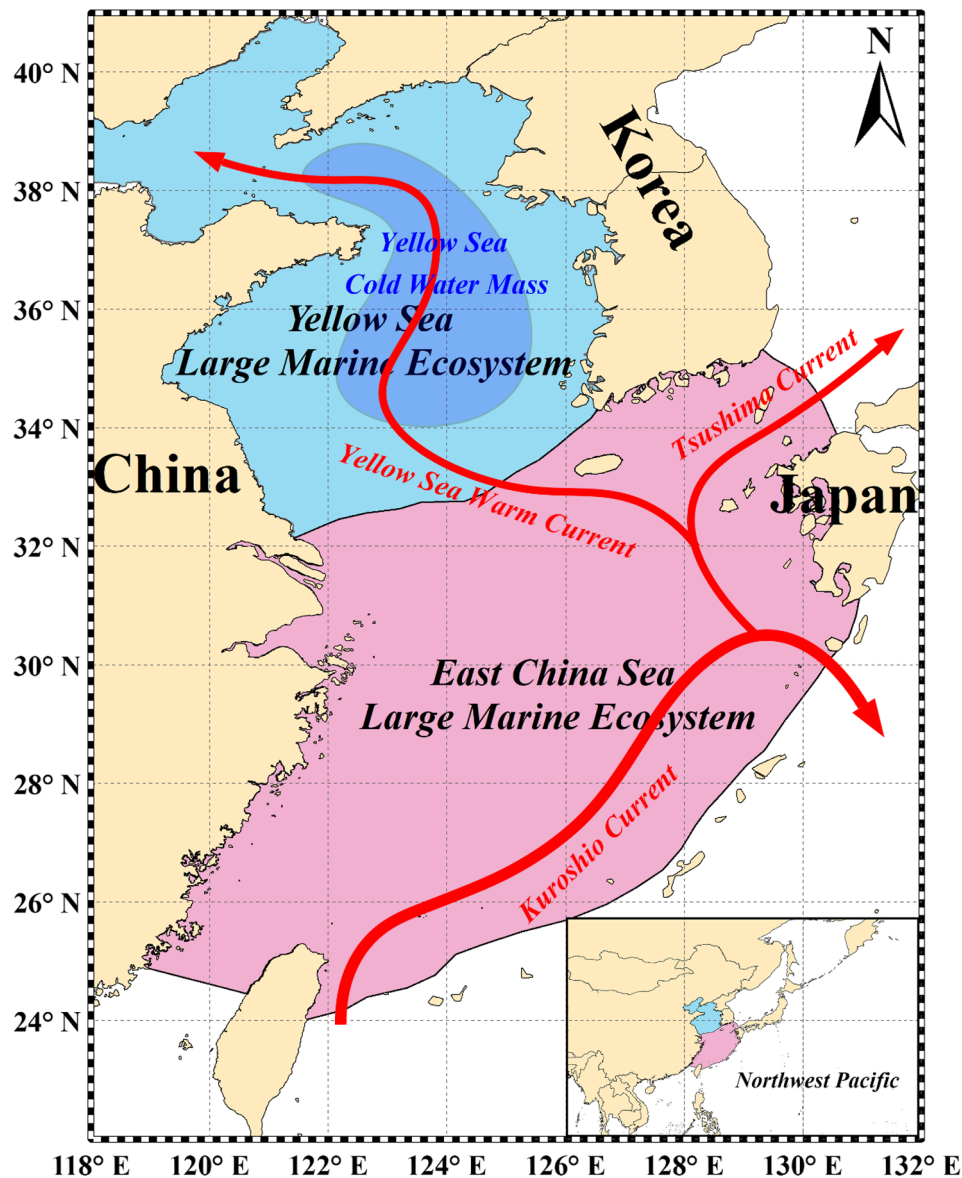 N
40° N
38° N
36° N
34° N
32° N
30° N
28° N
26° N
24° N
Korea
Yellow Sea
Cold Water Mass
Yellow Sea
Large Marine Ecosystem
Tsushima Current
China
Yellow Sea Warm Current
Japan
East China Sea
Large Marine Ecosystem
Kuroshio Current
Northwest Pacific
118° E
120° E
122° E
124° E
126° E
128° E
130° E
132° E